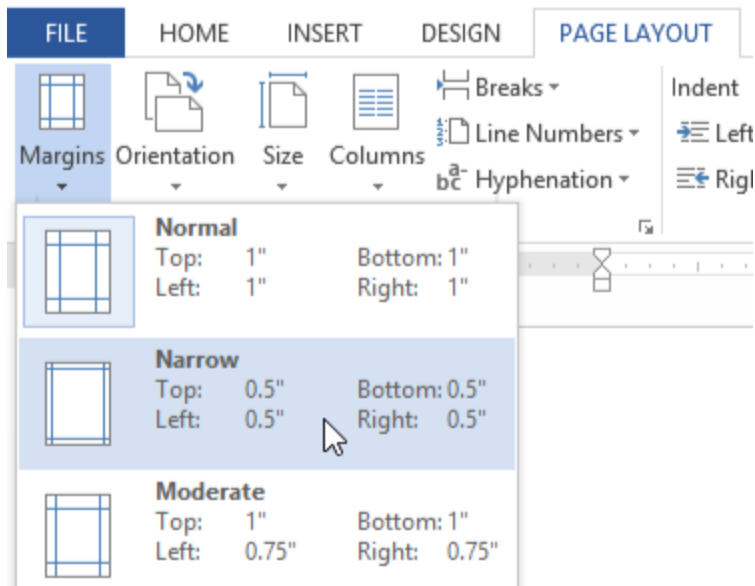 FILE HOME INSERT DESIGN PAGE LAYOUT
Margins Orientation Size Columns
Breaks
Line Numbers
Hyphenation
Indent
Left
Normal
Top: 1" Bottom: 1"
Left: 1" Right: 1"
Narrow
Top: 0.5" Bottom: 0.5"
Left: 0.5" Right: 0.5"
Moderate
Top: 1" Bottom: 1"
Left: 0.75" Right: 0.75"